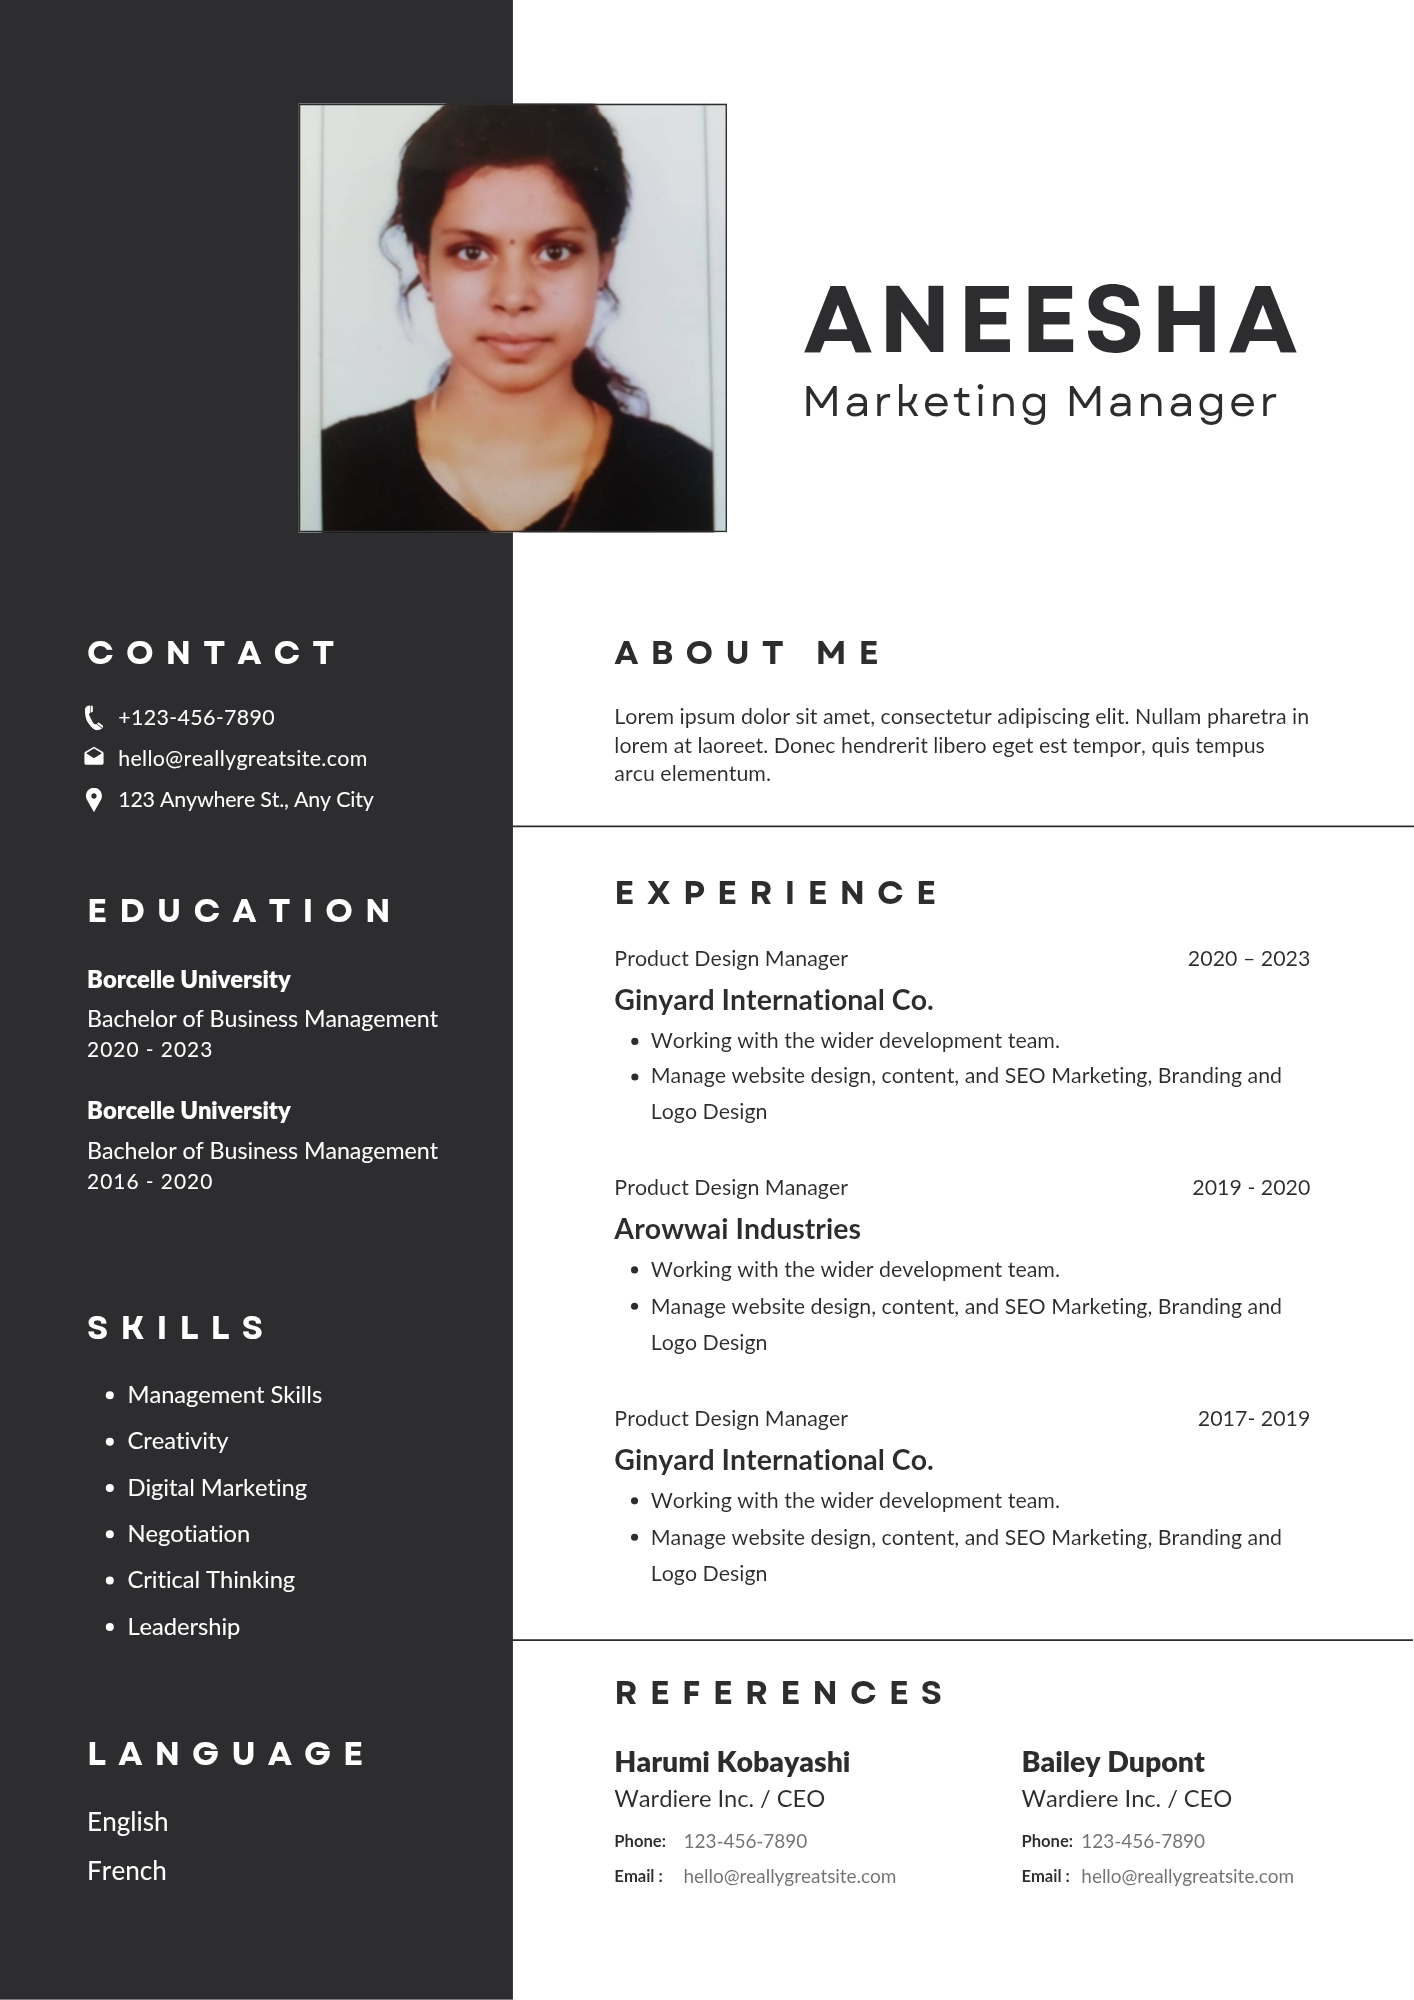 ANEESHA
Marketing Manager
CONTACT
+123-456-7890
hello@reallygreatsite.com
123 Anywhere St., Any City
EDUCATION
Borcelle University
Bachelor of Business Management
2020 - 2023
Borcelle University
Bachelor of Business Management
2016 - 2020
SKILLS
• Management Skills
• Creativity
• Digital Marketing
• Negotiation
• Critical Thinking
• Leadership
LANGUAGE
English
French
ABOUT ME
Lorem ipsum dolor sit amet, consectetur adipiscing elit. Nullam pharetra in
lorem at laoreet. Donec hendrerit libero eget est tempor, quis tempus
arcu elementum.
EXPERIENCE
Product Design Manager 2020 – 2023
Ginyard International Co.
• Working with the wider development team.
• Manage website design, content, and SEO Marketing, Branding and
Logo Design
Product Design Manager 2019 - 2020
Arowwai Industries
• Working with the wider development team.
• Manage website design, content, and SEO Marketing, Branding and
Logo Design
Product Design Manager 2017- 2019
Ginyard International Co.
• Working with the wider development team.
• Manage website design, content, and SEO Marketing, Branding and
Logo Design
REFERENCES
Harumi Kobayashi
Wardiere Inc. / CEO
Phone: 123-456-7890
Email : hello@reallygreatsite.com
Bailey Dupont
Wardiere Inc. / CEO
Phone: 123-456-7890
Email : hello@reallygreatsite.com